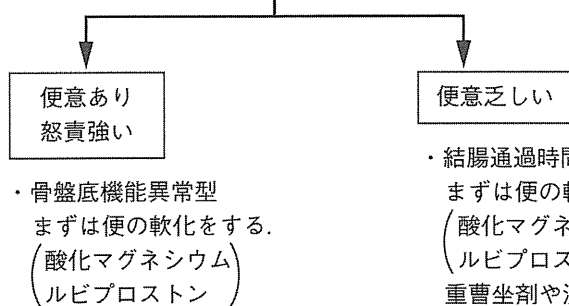 便意あり
怒責強い
・骨盤底機能異常型
まずは便の軟化をする.
(酸化マグネシウム
ルビプロストン)
便意乏しい
・結腸通過時
まずは便の
(酸化マグネ
ルビプロス
重曹坐剤や